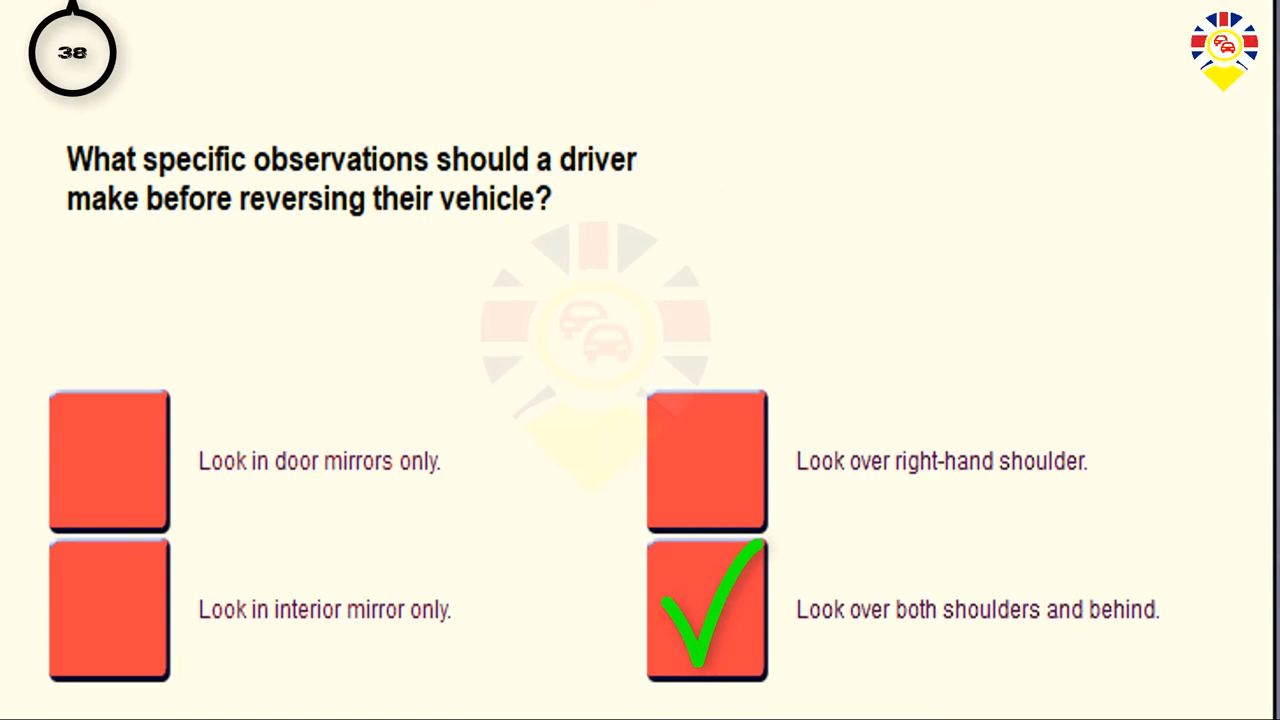 38
What specific observations should a driver
make before reversing their vehicle?
Look in door mirrors only.
Look over right-hand shoulder.
Look in interior mirror only.
Look over both shoulders and behind.